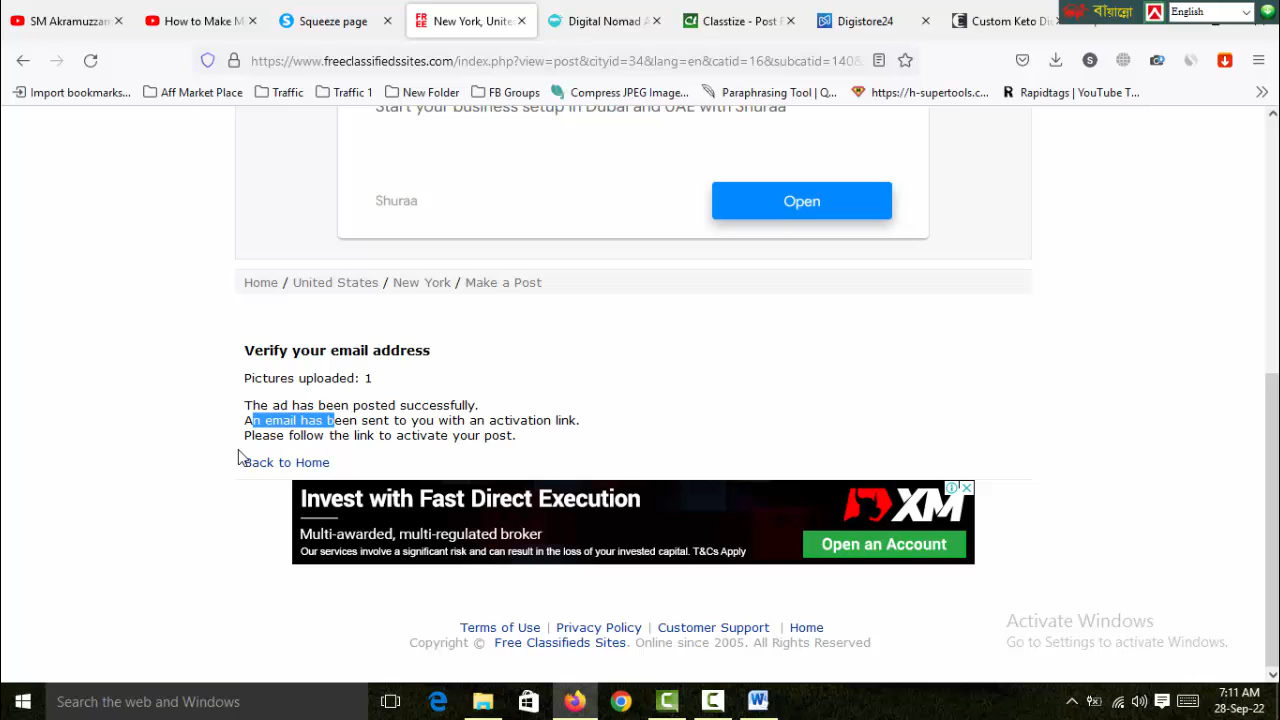 SM Akramuzzam
How to Make M
Squeeze page
FREE
New York, Unite
Digital Nomad A
Classtize - Post F
Digistore24
Custom Keto Di
বাঁয়ান্নো
English
https://www.freeclassifiedssites.com/index.php?view=post&cityid=34&lang=en&catid=16&subcatid=140&
Import bookmarks...
Aff Market Place
Traffic
Traffic 1
New Folder
FB Groups
Compress JPEG Image...
Paraphrasing Tool | Q...
https://h-supertools.c...
Rapidtags | YouTube T...
Start your business setup in Dubai and UAE with Shuraa
Shuraa
Open
Home / United States / New York / Make a Post
Verify your email address
Pictures uploaded: 1
The ad has been posted successfully.
An email has been sent to you with an activation link.
Please follow the link to activate your post.
Back to Home
Invest with Fast Direct Execution
Multi-awarded, multi-regulated broker
Our services involve a significant risk and can result in the loss of your invested capital. T&Cs Apply
XM
Open an Account
Terms of Use | Privacy Policy | Customer Support | Home
Copyright © Free Classifieds Sites. Online since 2005. All Rights Reserved
Activate Windows
Go to Settings to activate Windows.
Search the web and Windows
7:11 AM
28-Sep-22